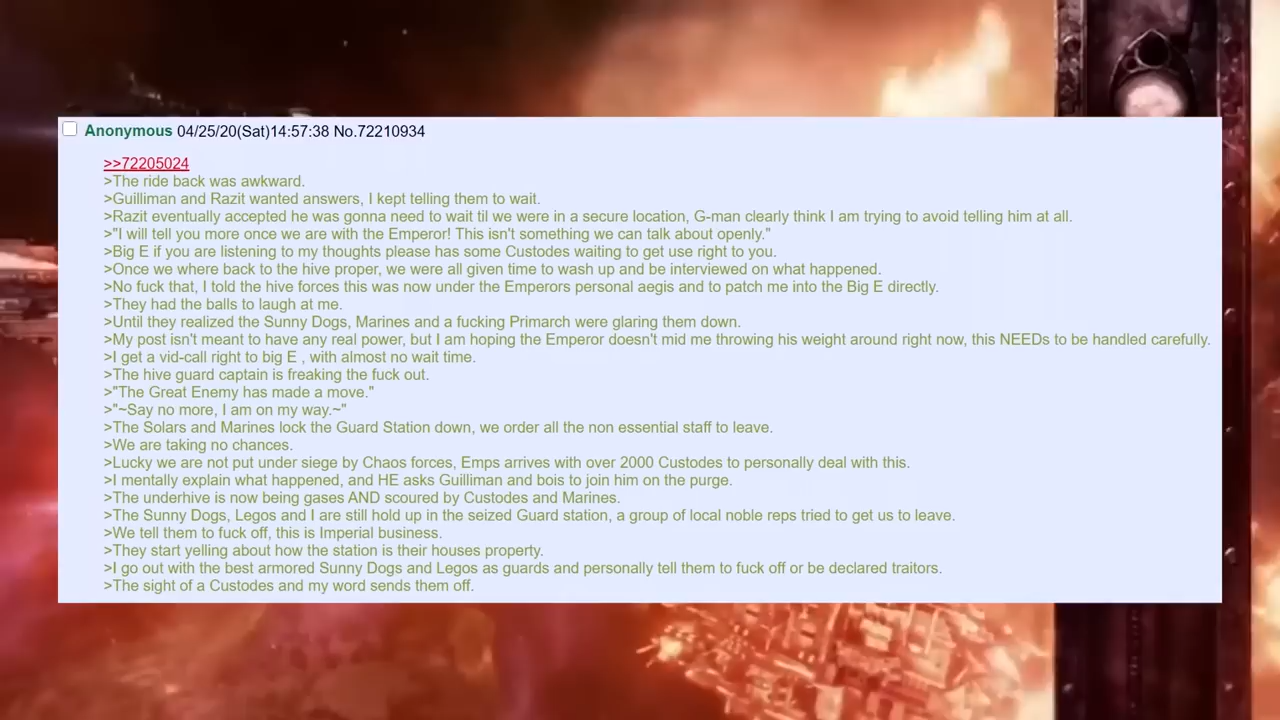 Anonymous 04/25/20(Sat)14:57:38 No.72210934
>>72205024
>The ride back was awkward.
>Guilliman and Razit wanted answers, I kept telling them to wait.
>Razit eventually accepted he was gonna need to wait til we were in a secure location, G-man clearly think I am trying to avoid telling him at all.
>"I will tell you more once we are with the Emperor! This isn't something we can talk about openly."
>Big E if you are listening to my thoughts please has some Custodes waiting to get use right to you.
>Once we where back to the hive proper, we were all given time to wash up and be interviewed on what happened.
>No fuck that, I told the hive forces this was now under the Emperors personal aegis and to patch me into the Big E directly.
>They had the balls to laugh at me.
>Until they realized the Sunny Dogs, Marines and a fucking Primarch were glaring them down.
>My post isn't meant to have any real power, but I am hoping the Emperor doesn't mid me throwing his weight around right now, this NEEDs to be handled carefully.
>I get a vid-call right to big E , with almost no wait time.
>The hive guard captain is freaking the fuck out.
>"The Great Enemy has made a move."
>"~Say no more, I am on my way.~"
>The Solars and Marines lock the Guard Station down, we order all the non essential staff to leave.
>We are taking no chances.
>Lucky we are not put under siege by Chaos forces, Emps arrives with over 2000 Custodes to personally deal with this.
>I mentally explain what happened, and HE asks Guilliman and bois to join him on the purge.
>The underhive is now being gases AND scoured by Custodes and Marines.
>The Sunny Dogs, Legos and I are still hold up in the seized Guard station, a group of local noble reps tried to get us to leave.
>We tell them to fuck off, this is Imperial business.
>They start yelling about how the station is their houses property.
>I go out with the best armored Sunny Dogs and Legos as guards and personally tell them to fuck off or be declared traitors.
>The sight of a Custodes and my word sends them off.